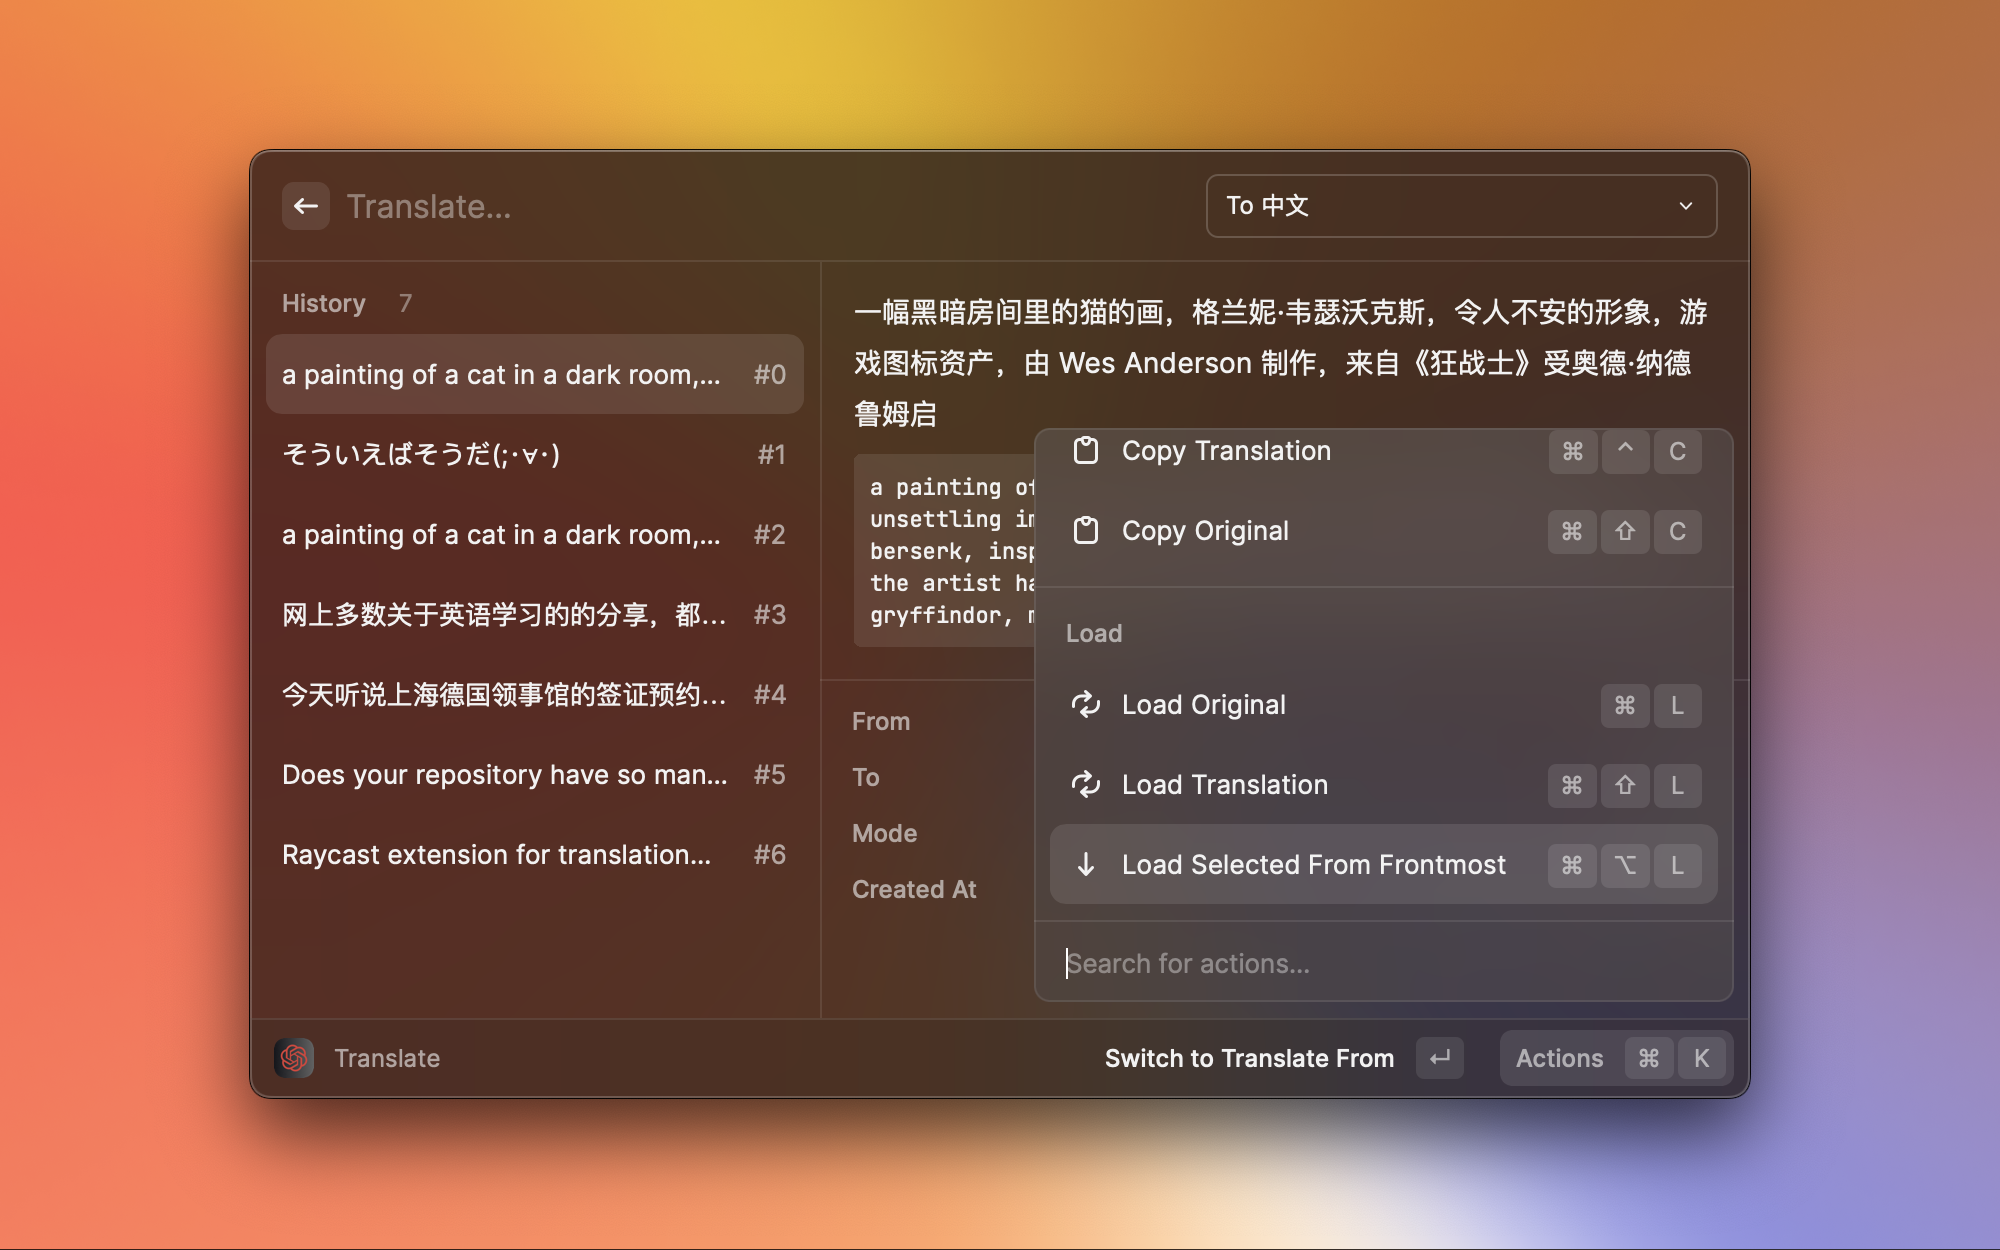 Translate...
To 中文
History 7
a painting of a cat in a dark room,... #0
そういえばそうだ(;·∀·) #1
a painting of a cat in a dark room,... #2
网上多数关于英语学习的的分享，都... #3
今天听说上海德国领事馆的签证预约... #4
Does your repository have so man... #5
Raycast extension for translation... #6
一幅黑暗房间里的猫的画，格兰妮·韦瑟沃克斯，令人不安的形象，游
戏图标资产，由 Wes Anderson 制作，来自《狂战士》受奥德·纳德
鲁姆启
a painting of
unsettling
berserk,
the artist
gryffindor,
From
To
Mode
Created At
Copy Translation ⌘ ^ C
Copy Original ⌘ ⇧ C
Load
Load Original ⌘ L
Load Translation ⌘ ⇧ L
Load Selected From Frontmost ⌘ ⌥ L
Search for actions...
Translate
Switch to Translate From ↵
Actions ⌘ K